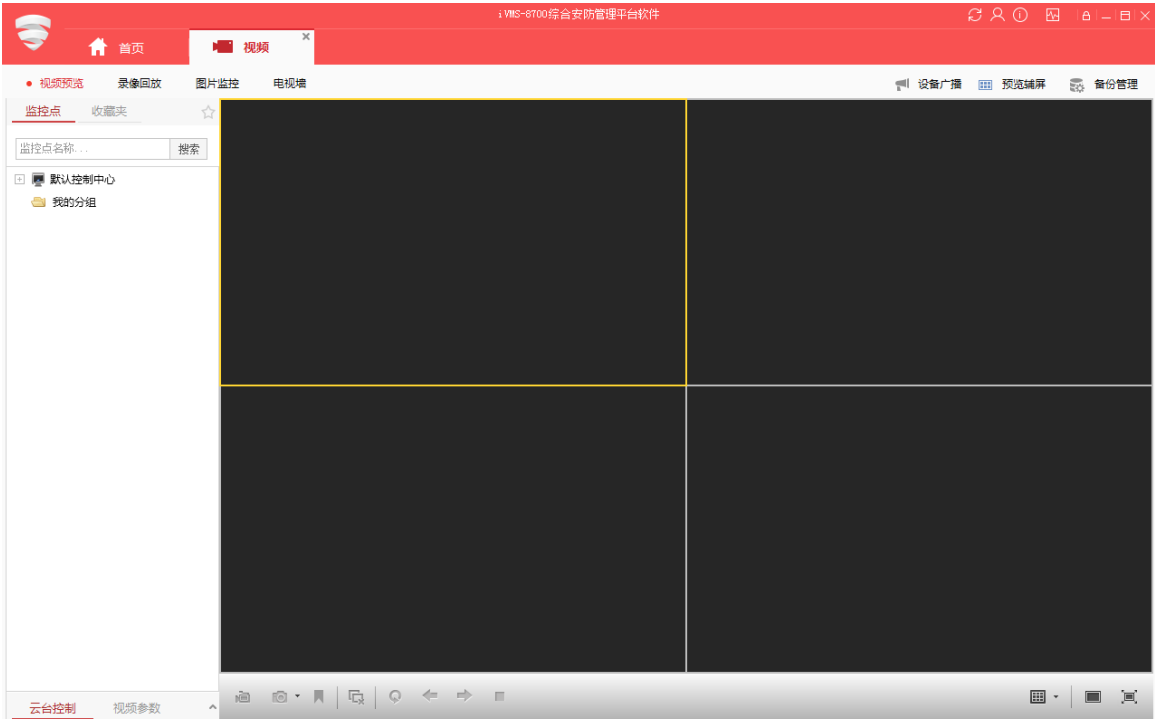 iVMS-8700综合安防管理平台软件
首页 视频
视频预览 录像回放 图片监控 电视墙 设备广播 预览辅屏 备份管理
监控点 收藏夹
监控点名称... 搜索
默认控制中心
我的分组
云台控制 视频参数